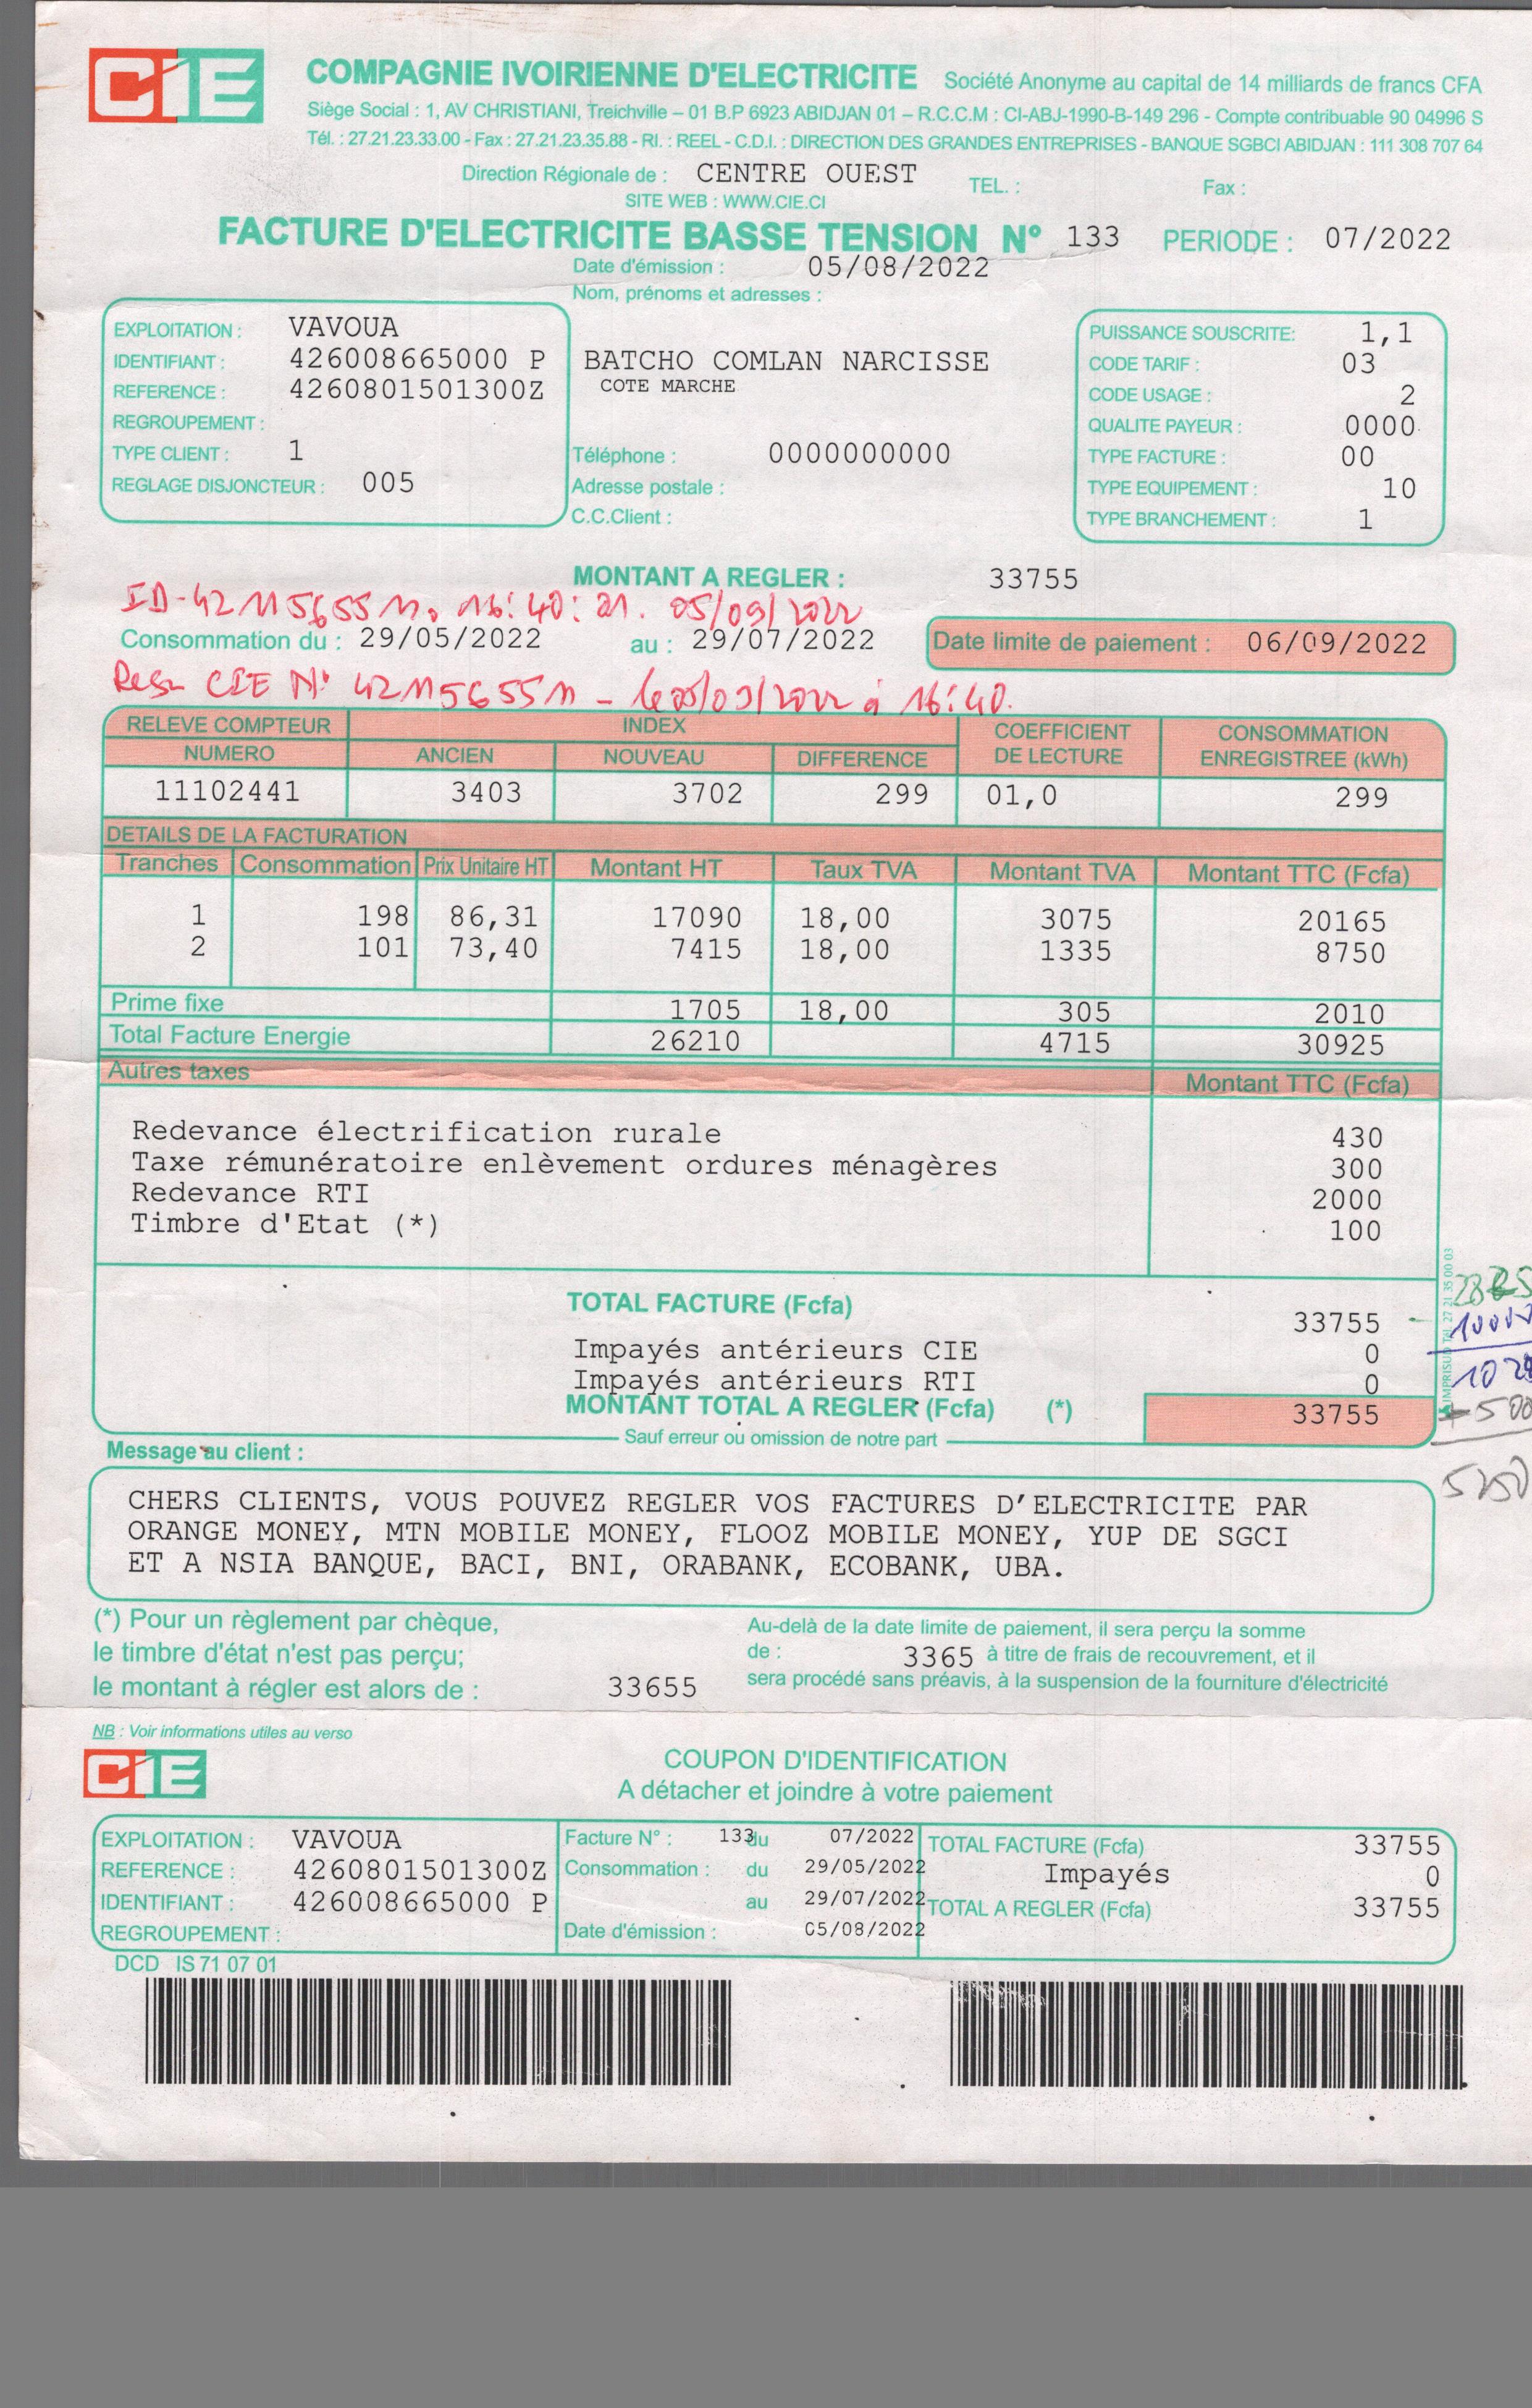 CIE
COMPAGNIE IVOIRIENNE D'ELECTRICITE Société Anonyme au capital de 14 milliards de francs CFA
Siège Social : 1, AV CHRISTIANI, Treichville – 01 B.P 6923 ABIDJAN 01 – R.C.C.M : CI-ABJ-1990-B-149 296 - Compte contribuable 90 04996 S
Tél. : 27.21.23.33.00 - Fax : 27.21.23.35.88 - RI. : REEL - C.D.I. : DIRECTION DES GRANDES ENTREPRISES - BANQUE SGBCI ABIDJAN : 111 308 707 64
Direction Régionale de : CENTRE OUEST TEL. : Fax :
SITE WEB : WWW.CIE.CI
FACTURE D'ELECTRICITE BASSE TENSION N° 133 PERIODE : 07/2022
Date d'émission : 05/08/2022
Nom, prénoms et adresses :
EXPLOITATION : VAVOUA
IDENTIFIANT : 426008665000 P
REFERENCE : 4260801501300Z
REGROUPEMENT :
TYPE CLIENT : 1
REGLAGE DISJONCTEUR : 005
BATCHO COMLAN NARCISSE
COTE MARCHE
Téléphone : 0000000000
Adresse postale :
C.C.Client :
PUISSANCE SOUSCRITE: 1,1
CODE TARIF : 03
CODE USAGE : 2
QUALITE PAYEUR : 0000
TYPE FACTURE : 00
TYPE EQUIPEMENT : 10
TYPE BRANCHEMENT : 1
MONTANT A REGLER : 33755
ID-4211565511. 16:40:21. 05/09/2022
Consommation du : 29/05/2022 au : 29/07/2022 Date limite de paiement : 06/09/2022
CIE N° 4211565511 - le 05/09/2022 à 16:40.
RELEVE COMPTEUR INDEX COEFFICIENT DE LECTURE CONSOMMATION ENREGISTREE (kWh)
NUMERO ANCIEN NOUVEAU DIFFERENCE
11102441 3403 3702 299 01,0 299
DETAILS DE LA FACTURATION
Tranches Consommation Prix Unitaire HT Montant HT Taux TVA Montant TVA Montant TTC (Fcfa)
1 198 86,31 17090 18,00 3075 20165
2 101 73,40 7415 18,00 1335 8750
Prime fixe 1705 18,00 305 2010
Total Facture Energie 26210 4715 30925
Autres taxes Montant TTC (Fcfa)
Redevance électrification rurale 430
Taxe rémunératoire enlèvement ordures ménagères 300
Redevance RTI 2000
Timbre d'Etat (*) 100
TOTAL FACTURE (Fcfa) 33755
Impayés antérieurs CIE 0
Impayés antérieurs RTI 0
MONTANT TOTAL A REGLER (Fcfa) (*) 33755
Sauf erreur ou omission de notre part
Message au client :
CHERS CLIENTS, VOUS POUVEZ REGLER VOS FACTURES D'ELECTRICITE PAR
ORANGE MONEY, MTN MOBILE MONEY, FLOOZ MOBILE MONEY, YUP DE SGCI
ET A NSIA BANQUE, BACI, BNI, ORABANK, ECOBANK, UBA.
(*) Pour un règlement par chèque,
le timbre d'état n'est pas perçu;
le montant à régler est alors de : 33655
Au-delà de la date limite de paiement, il sera perçu la somme
de : 3365 à titre de frais de recouvrement, et il
sera procédé sans préavis, à la suspension de la fourniture d'électricité
NB : Voir informations utiles au verso
CIE
COUPON D'IDENTIFICATION
A détacher et joindre à votre paiement
EXPLOITATION : VAVOUA
REFERENCE : 4260801501300Z
IDENTIFIANT : 426008665000 P
REGROUPEMENT :
Facture N° : 133 du 07/2022
Consommation : du 29/05/2022
au 29/07/2022
Date d'émission : 05/08/2022
TOTAL FACTURE (Fcfa) 33755
Impayés 0
TOTAL A REGLER (Fcfa) 33755
DCD IS 71 07 01